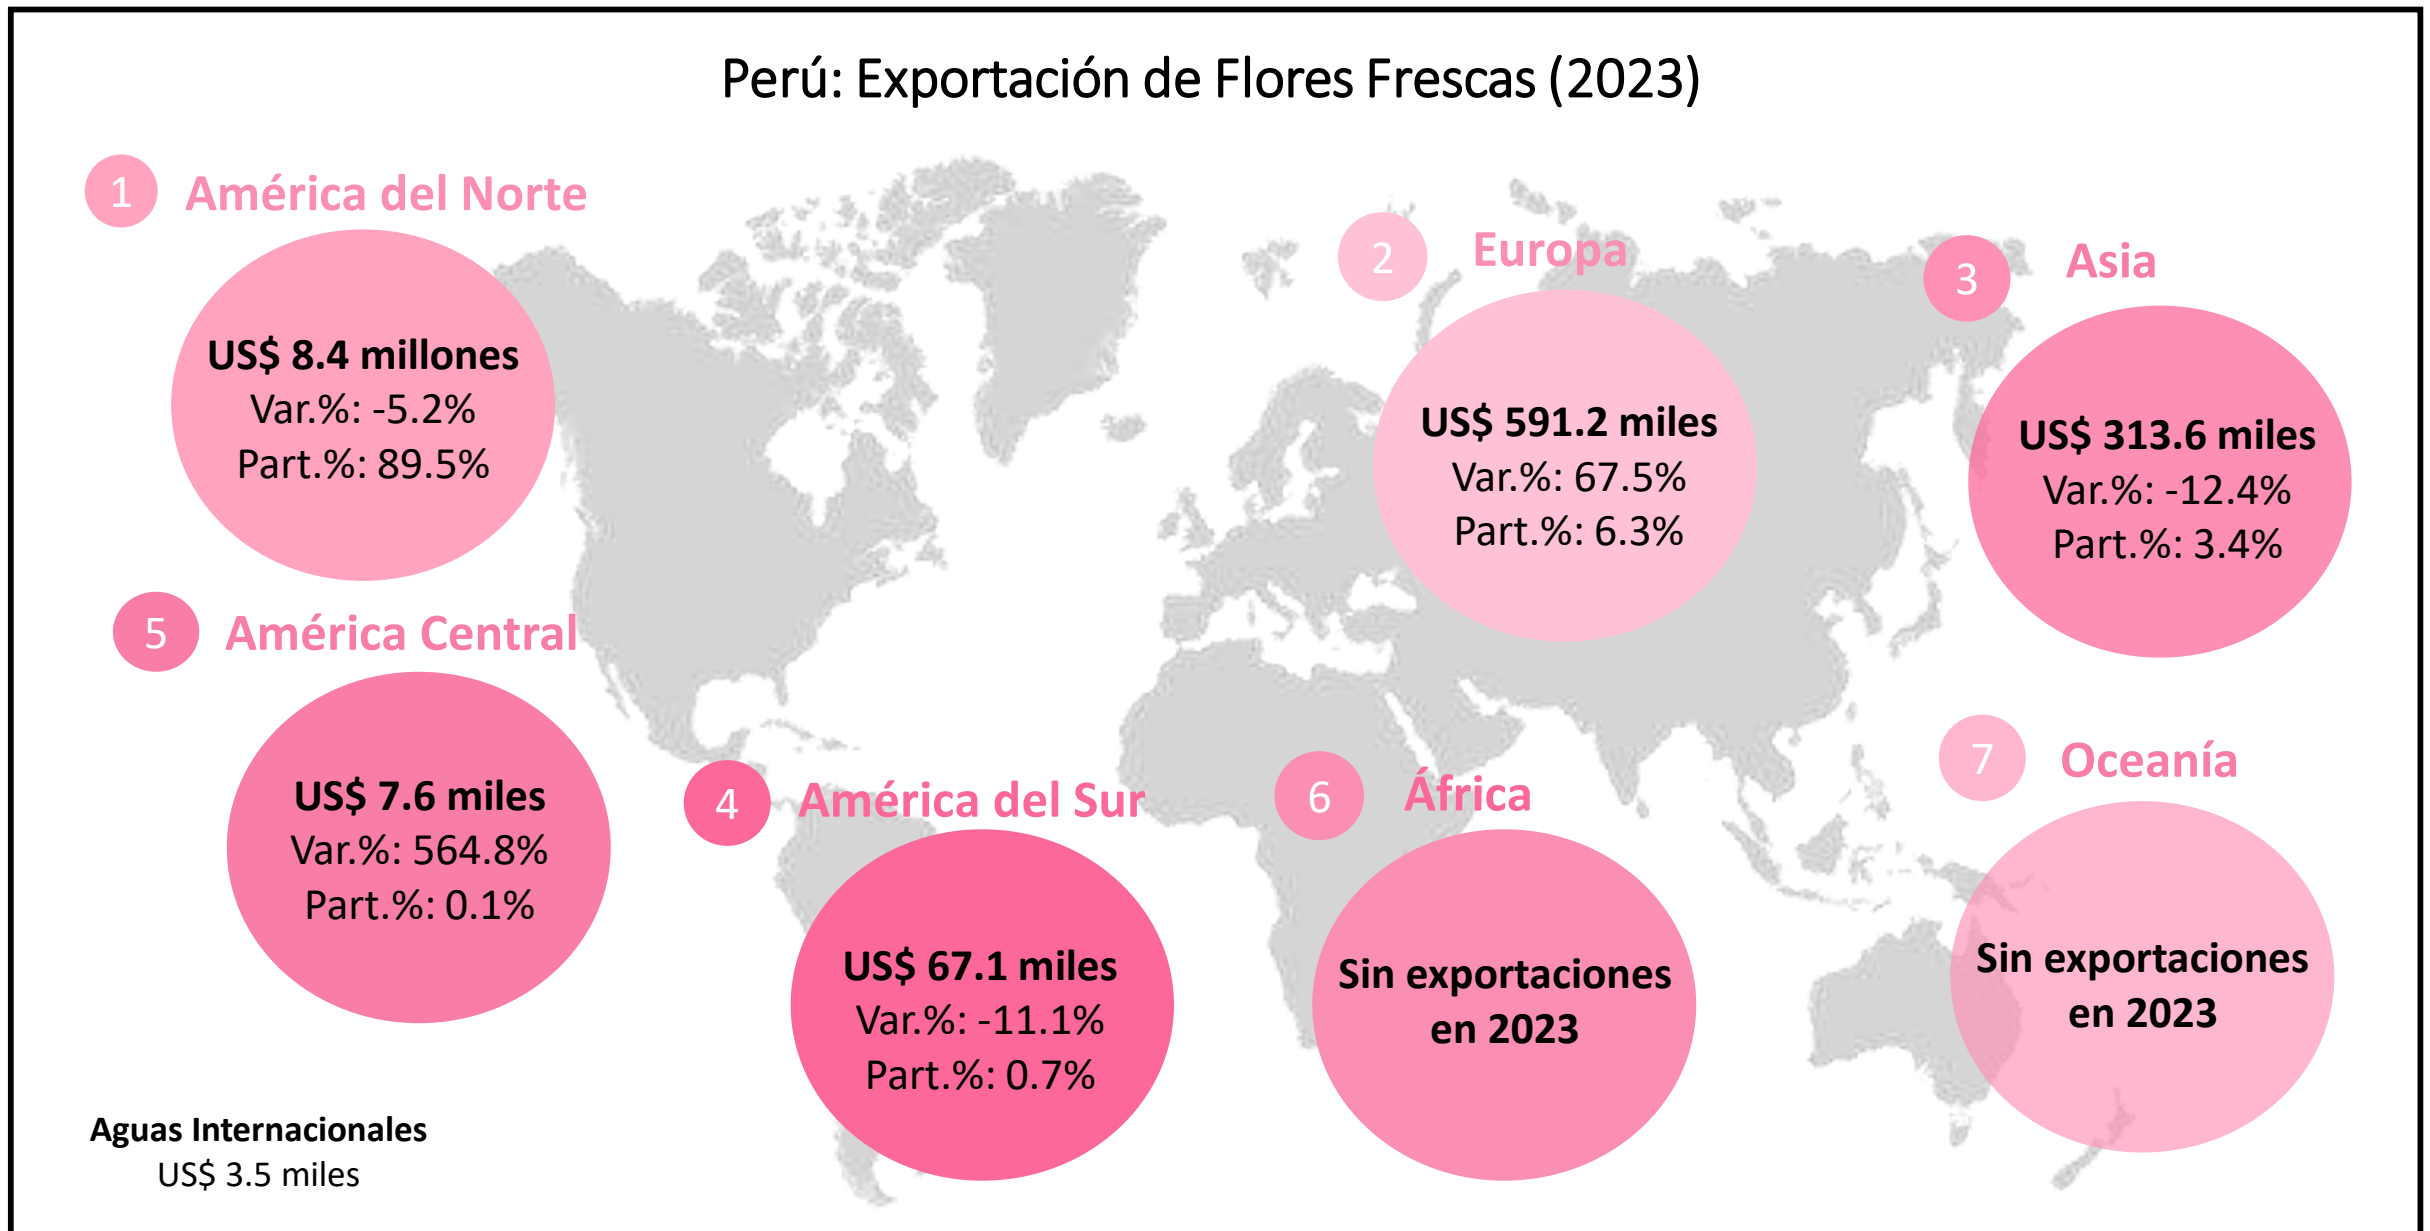 Perú: Exportación de Flores Frescas (2023)
1 América del Norte
US$ 8.4 millones
Var.%: -5.2%
Part.%: 89.5%
2 Europa
US$ 591.2 miles
Var.%: 67.5%
Part.%: 6.3%
3 Asia
US$ 313.6 miles
Var.%: -12.4%
Part.%: 3.4%
5 América Central
US$ 7.6 miles
Var.%: 564.8%
Part.%: 0.1%
4 América del Sur
US$ 67.1 miles
Var.%: -11.1%
Part.%: 0.7%
6 África
Sin exportaciones
en 2023
7 Oceanía
Sin exportaciones
en 2023
Aguas Internacionales
US$ 3.5 miles